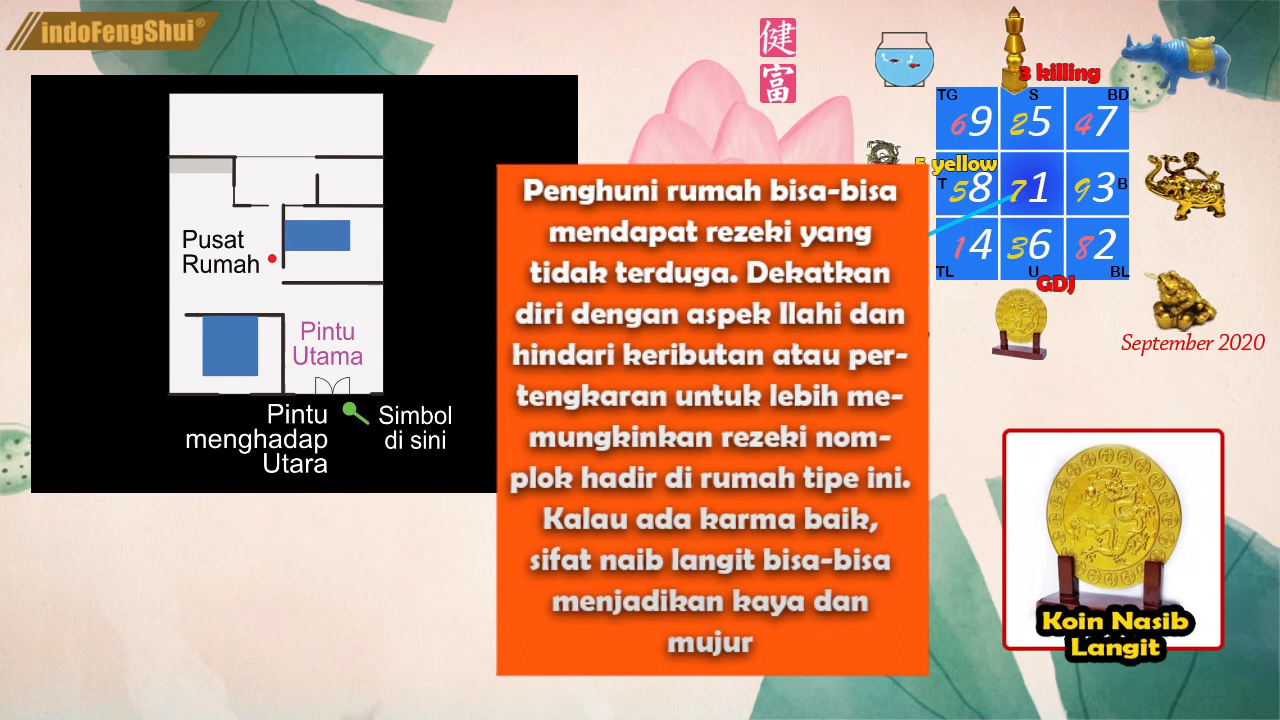 indoFengShui®
健
富
3 killing
TG S BD
69 25 47
5 yellow
T 58 71 93 B
14 36 82
TL U BL
GDJ
September 2020
Pusat
Rumah
Pintu
Utama
Pintu
menghadap
Utara
Simbol
di sini
Penghuni rumah bisa-bisa
mendapat rezeki yang
tidak terduga. Dekatkan
diri dengan aspek Ilahi dan
hindari keributan atau per-
tengkaran untuk lebih me-
mungkinkan rezeki nom-
plok hadir di rumah tipe ini.
Kalau ada karma baik,
sifat naib langit bisa-bisa
menjadikan kaya dan
mujur
Koin Nasib
Langit